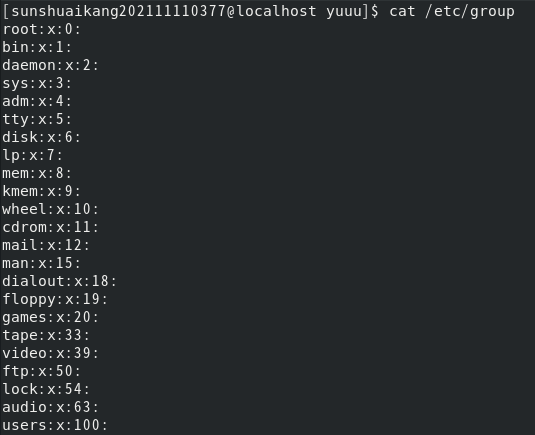 [sunshuaikang202111110377@localhost yuuu]$ cat /etc/group
root:x:0:
bin:x:1:
daemon:x:2:
sys:x:3:
adm:x:4:
tty:x:5:
disk:x:6:
lp:x:7:
mem:x:8:
kmem:x:9:
wheel:x:10:
cdrom:x:11:
mail:x:12:
man:x:15:
dialout:x:18:
floppy:x:19:
games:x:20:
tape:x:33:
video:x:39:
ftp:x:50:
lock:x:54:
audio:x:63:
users:x:100: